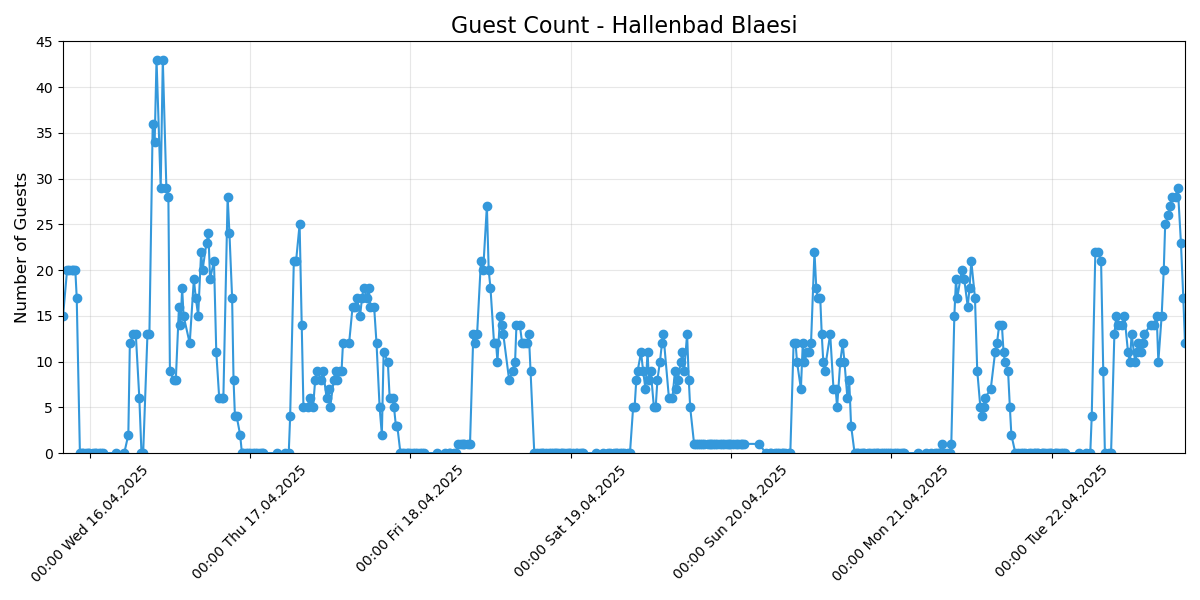 Guest Count - Hallenbad Blaesi
Number of Guests
45
40
35
30
25
20
15
10
5
0
00:00 Wed 16.04.2025
00:00 Thu 17.04.2025
00:00 Fri 18.04.2025
00:00 Sat 19.04.2025
00:00 Sun 20.04.2025
00:00 Mon 21.04.2025
00:00 Tue 22.04.2025